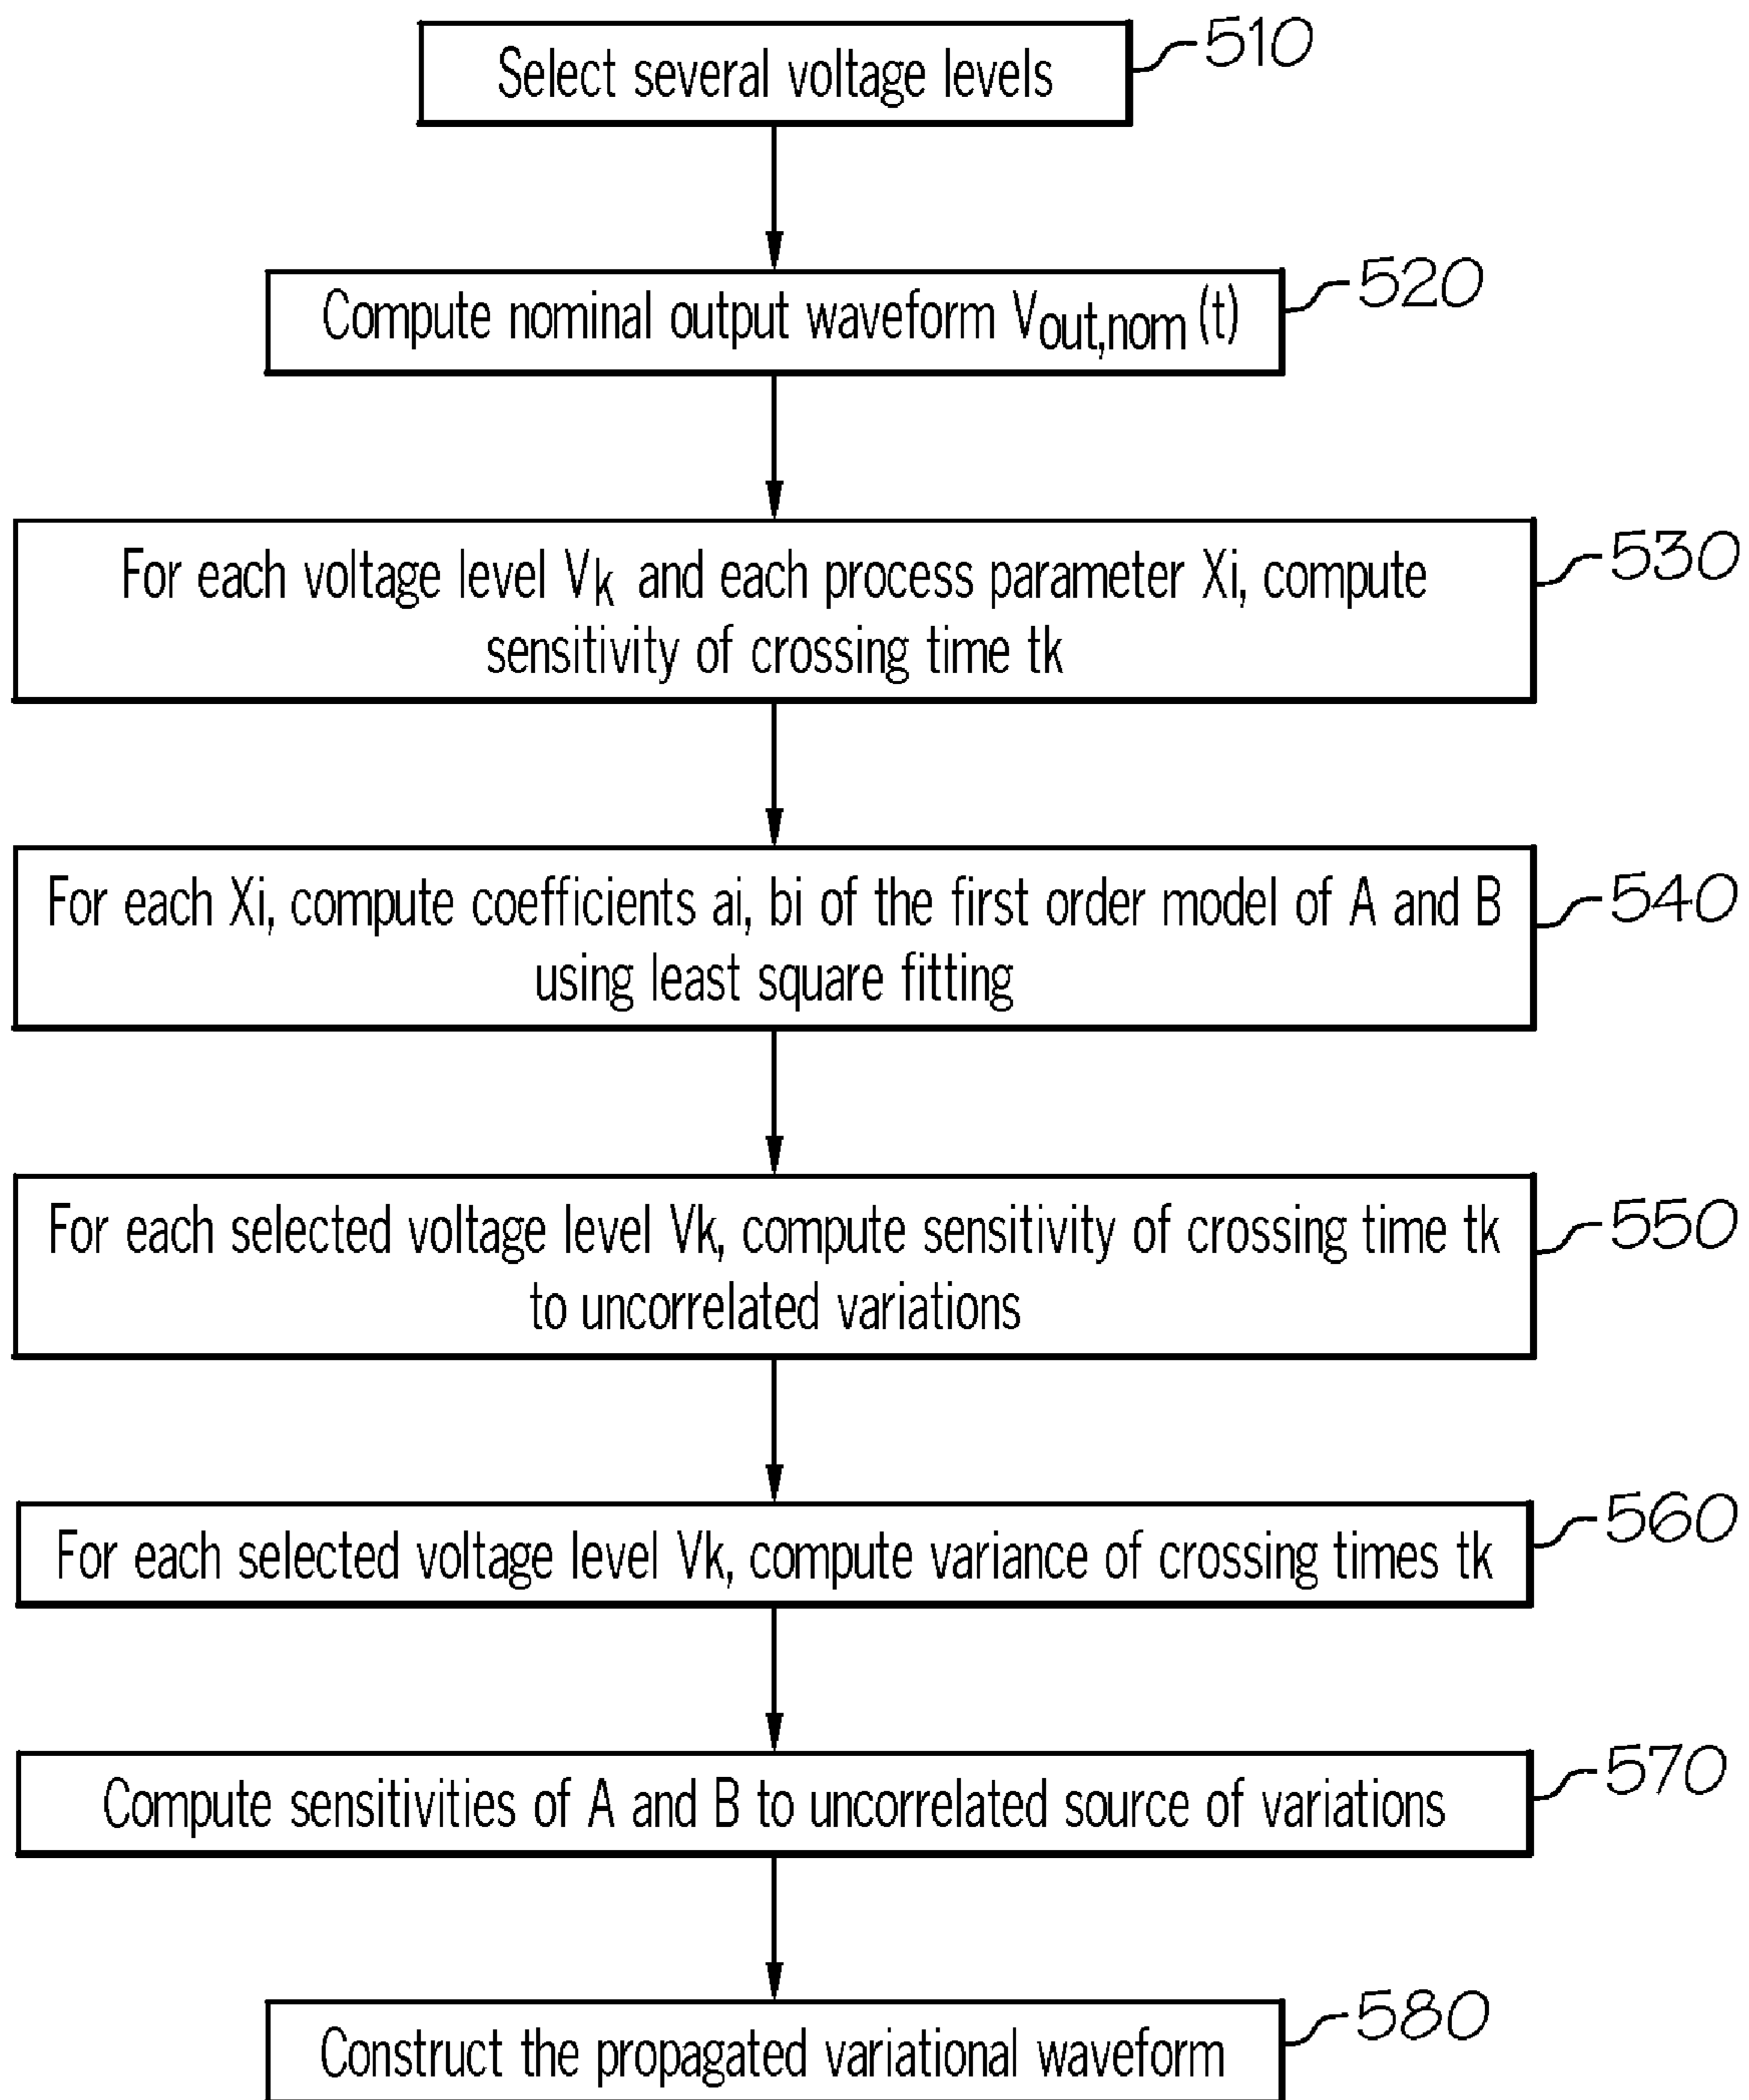 Select several voltage levels
510
Compute nominal output waveform Vout,nom (t)
520
For each voltage level Vk and each process parameter Xi, compute
sensitivity of crossing time tk
530
For each Xi, compute coefficients ai, bi of the first order model of A and B
using least square fitting
540
For each selected voltage level Vk, compute sensitivity of crossing time tk
to uncorrelated variations
550
For each selected voltage level Vk, compute variance of crossing times tk
560
Compute sensitivities of A and B to uncorrelated source of variations
570
Construct the propagated variational waveform
580